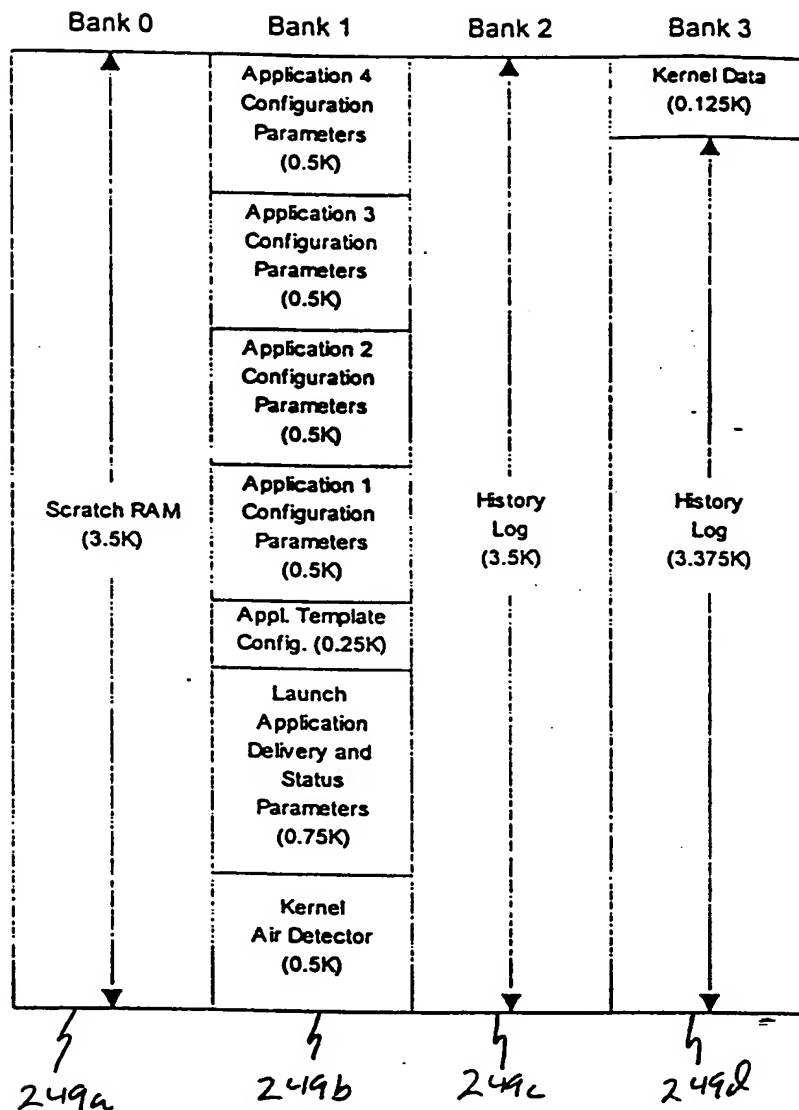 Bank 0 Bank 1 Bank 2 Bank 3
Application 4
Configuration
Parameters
(0.5K)
Kernel Data
(0.125K)
Application 3
Configuration
Parameters
(0.5K)
Application 2
Configuration
Parameters
(0.5K)
Scratch RAM
(3.5K)
Application 1
Configuration
Parameters
(0.5K)
History
Log
(3.5K)
History
Log
(3.375K)
Appl. Template
Config. (0.25K)
Launch
Application
Delivery and
Status
Parameters
(0.75K)
Kernel
Air Detector
(0.5K)
249a 249b 249c 249d